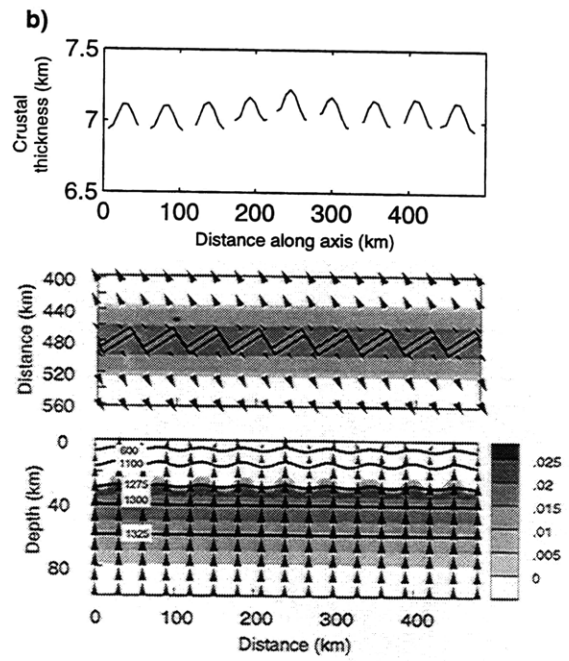 b)
7.5
7
6.5
Crustal
thickness (km)
0 100 200 300 400
Distance along axis (km)
400
440
480
520
560
Distance (km)
0
40
80
Depth (km)
600
1100
1275
1300
1325
.025
.02
.015
.01
.005
0
0 100 200 300 400
Distance (km)